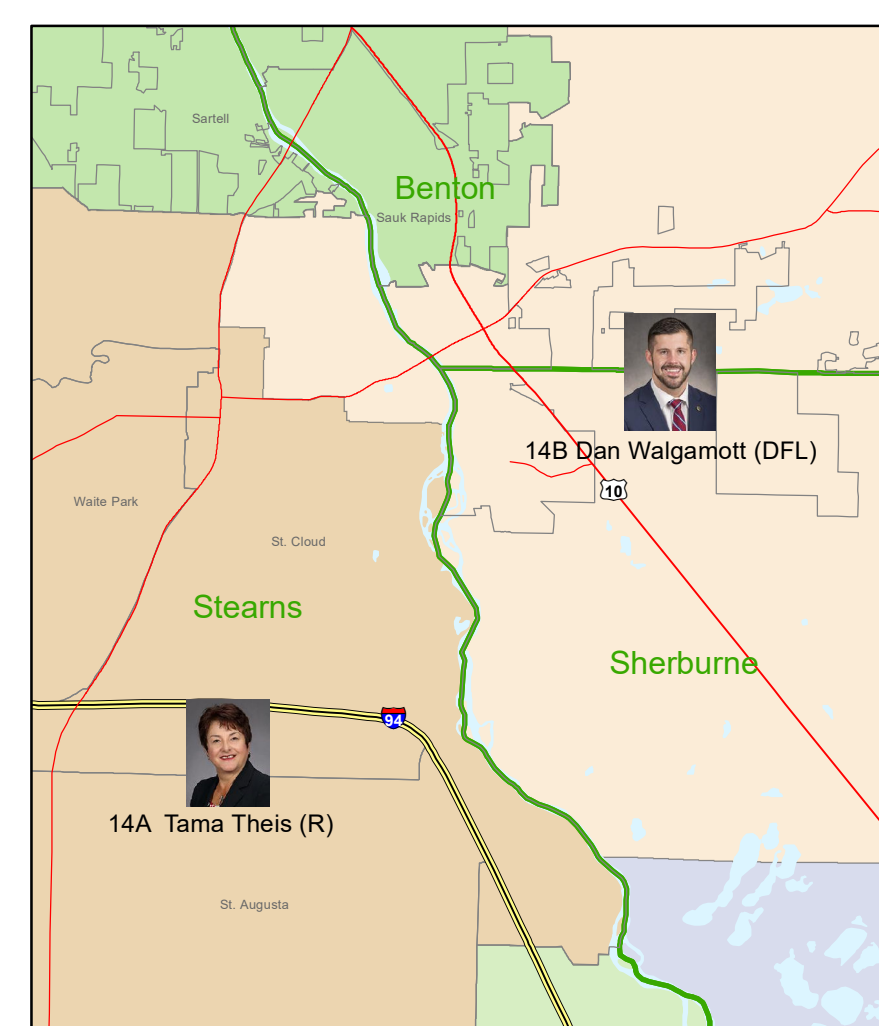 Sartell
Benton
Sauk Rapids
14B Dan Walgamott (DFL)
10
Waite Park
St. Cloud
Stearns
Sherburne
94
14A  Tama Theis (R)
St. Augusta